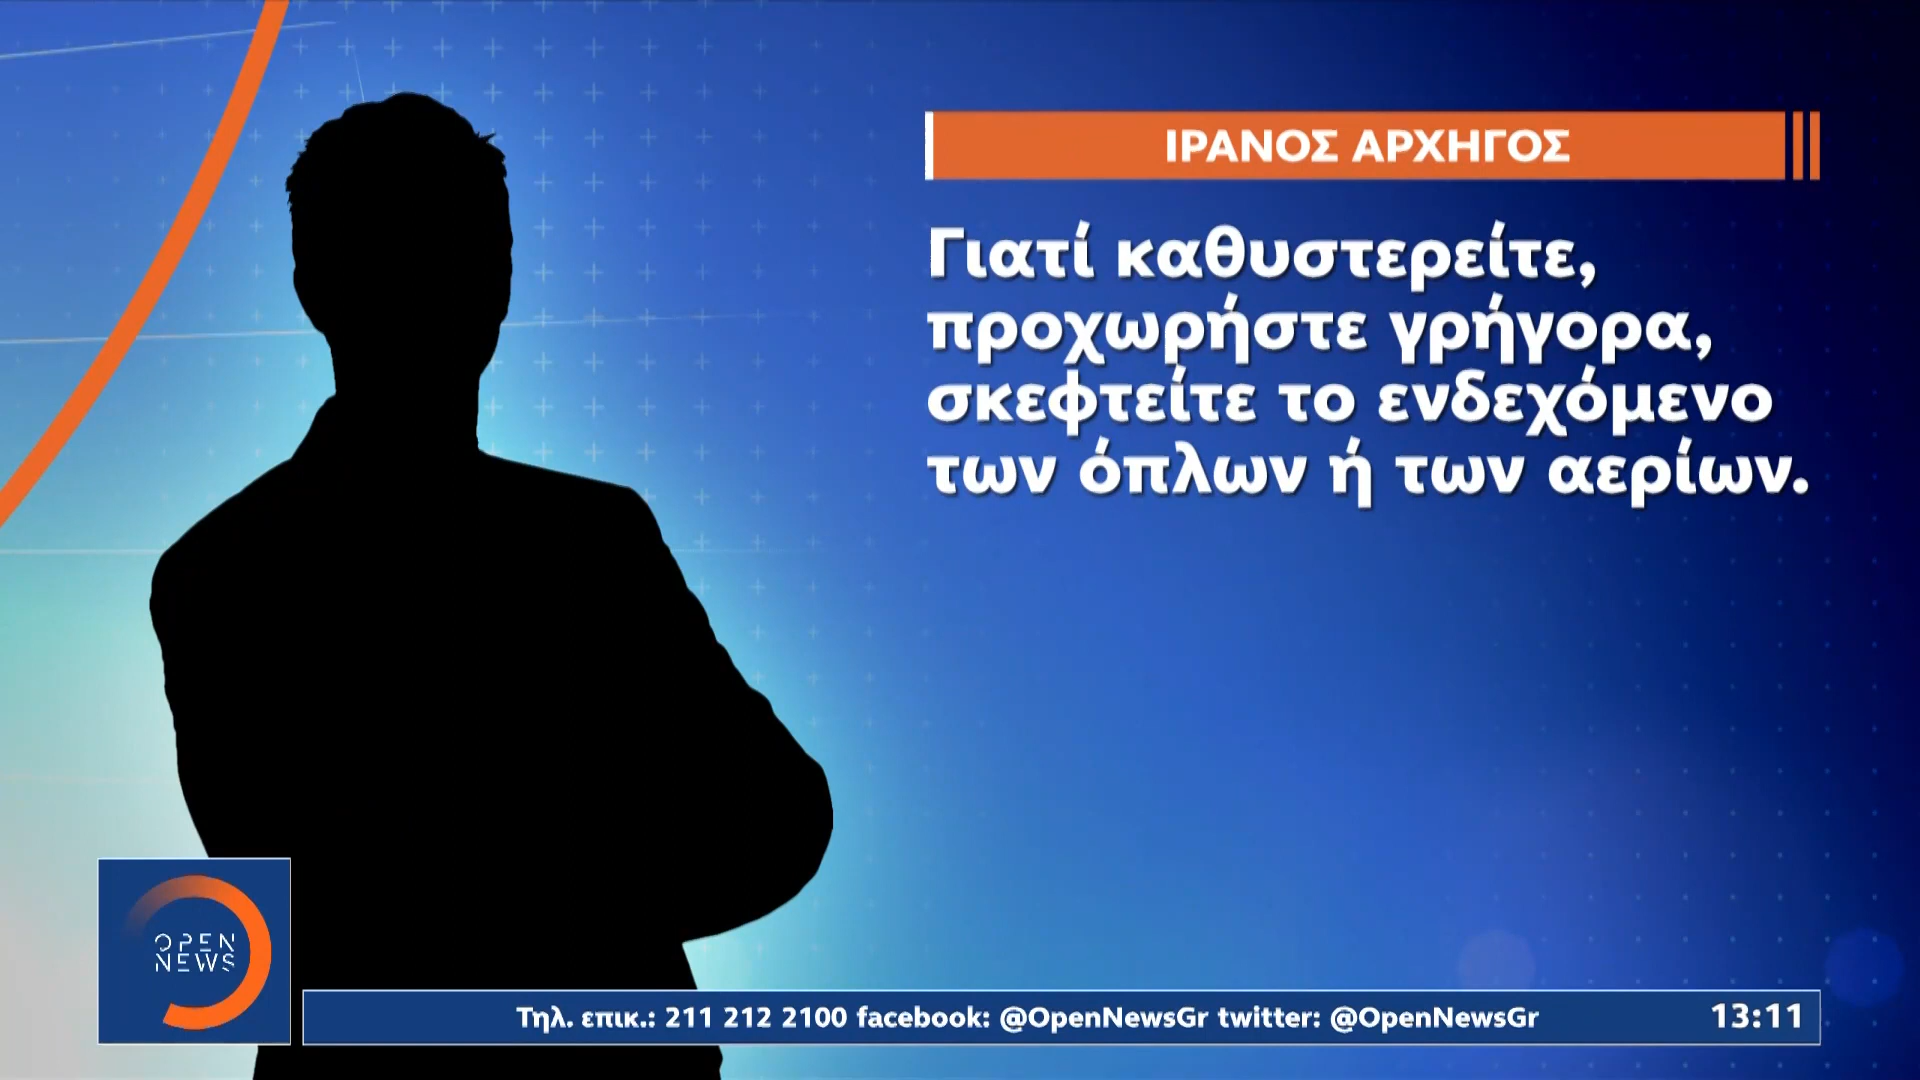 ΙΡΑΝΟΣ ΑΡΧΗΓΟΣ
Γιατί καθυστερείτε,
προχωρήστε γρήγορα,
σκεφτείτε το ενδεχόμενο
των όπλων ή των αερίων.
OPEN
NEWS
Τηλ. επικ.: 211 212 2100 facebook: @OpenNewsGr twitter: @OpenNewsGr
13:11